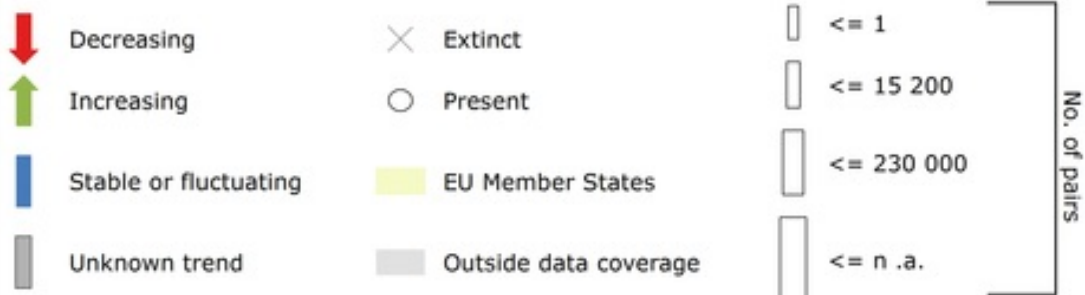 Decreasing
Increasing
Stable or fluctuating
Unknown trend
Extinct
Present
EU Member States
Outside data coverage
<= 1
<= 15 200
<= 230 000
<= n .a.
No. of pairs